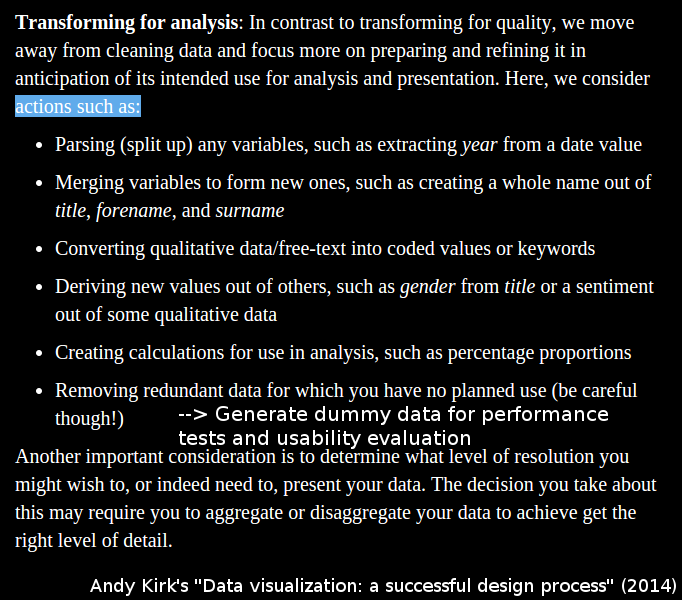 Transforming for analysis: In contrast to transforming for quality, we move
away from cleaning data and focus more on preparing and refining it in
anticipation of its intended use for analysis and presentation. Here, we consider
actions such as:
• Parsing (split up) any variables, such as extracting year from a date value
• Merging variables to form new ones, such as creating a whole name out of
title, forename, and surname
• Converting qualitative data/free-text into coded values or keywords
• Deriving new values out of others, such as gender from title or a sentiment
out of some qualitative data
• Creating calculations for use in analysis, such as percentage proportions
• Removing redundant data for which you have no planned use (be careful
though!)
--> Generate dummy data for performance
tests and usability evaluation
Another important consideration is to determine what level of resolution you
might wish to, or indeed need to, present your data. The decision you take about
this may require you to aggregate or disaggregate your data to achieve get the
right level of detail.
Andy Kirk's "Data visualization: a successful design process" (2014)